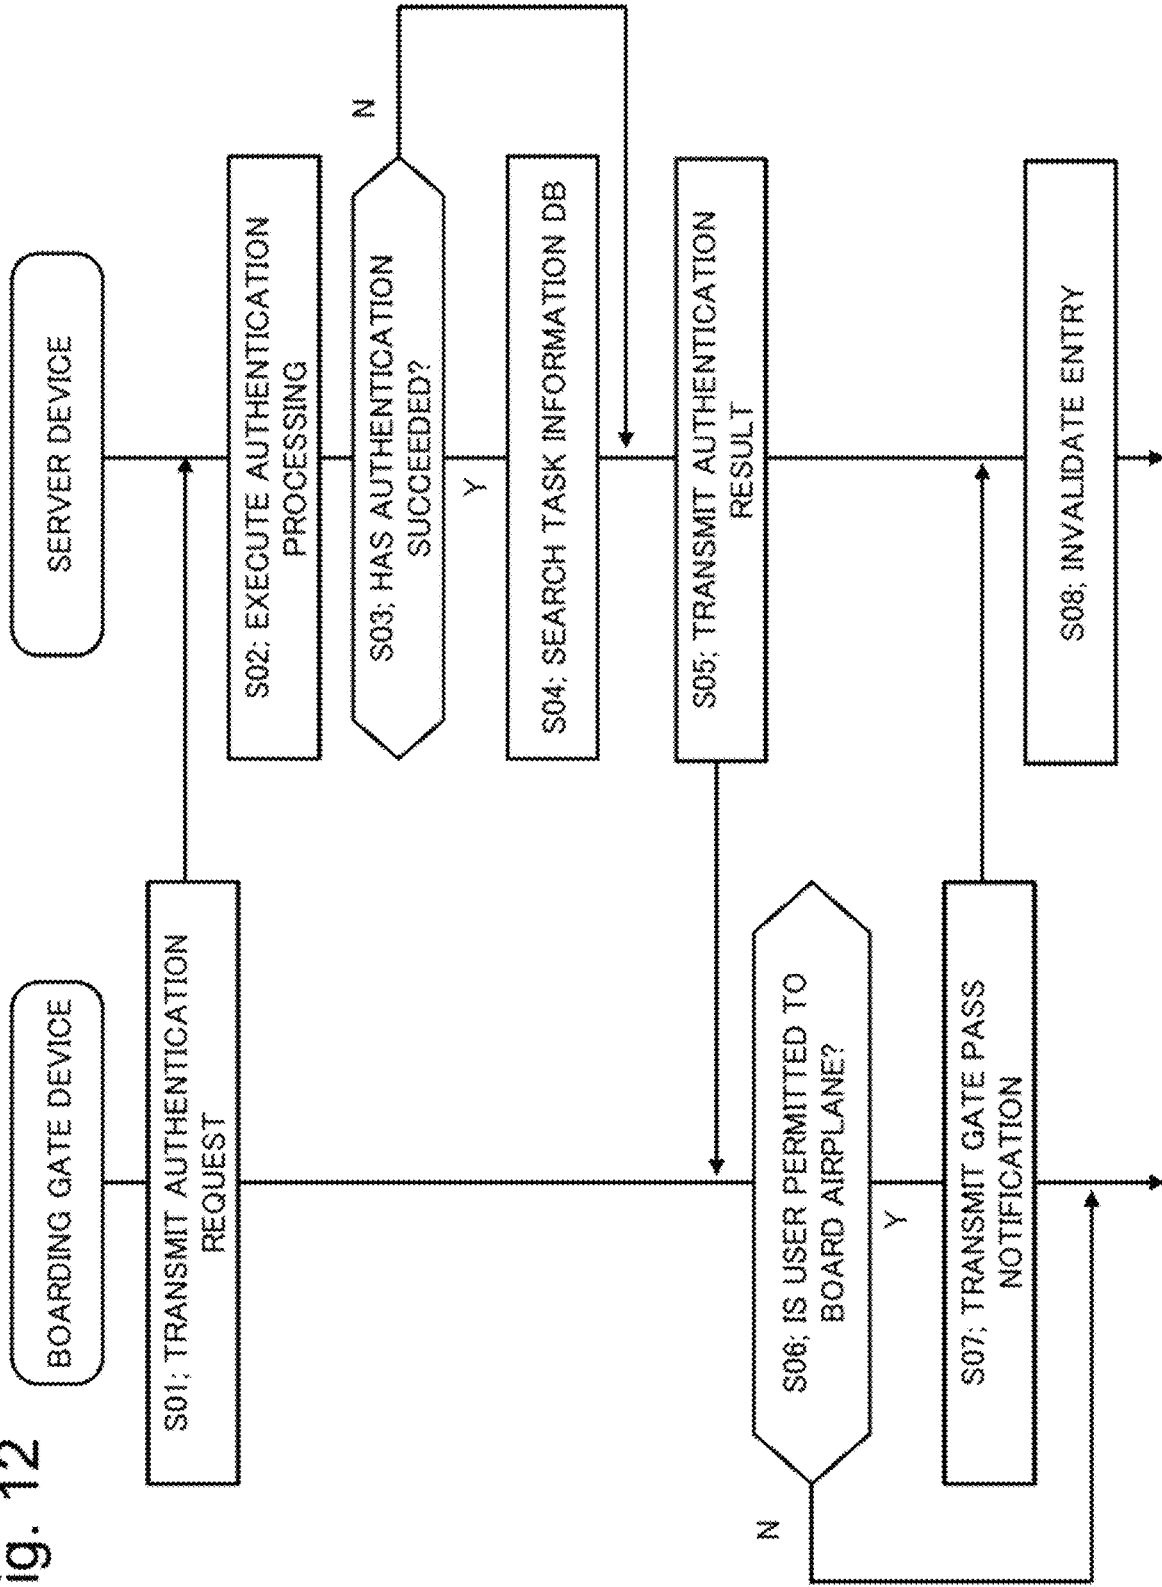 ig. 12
BOARDING GATE DEVICE
SERVER DEVICE
S01; TRANSMIT AUTHENTICATION
REQUEST
S02; EXECUTE AUTHENTICATION
PROCESSING
S03; HAS AUTHENTICATION
SUCCEEDED?
N
Y
S04; SEARCH TASK INFORMATION DB
S05; TRANSMIT AUTHENTICATION
RESULT
S06; IS USER PERMITTED TO
BOARD AIRPLANE?
N
Y
S07; TRANSMIT GATE PASS
NOTIFICATION
S08; INVALIDATE ENTRY